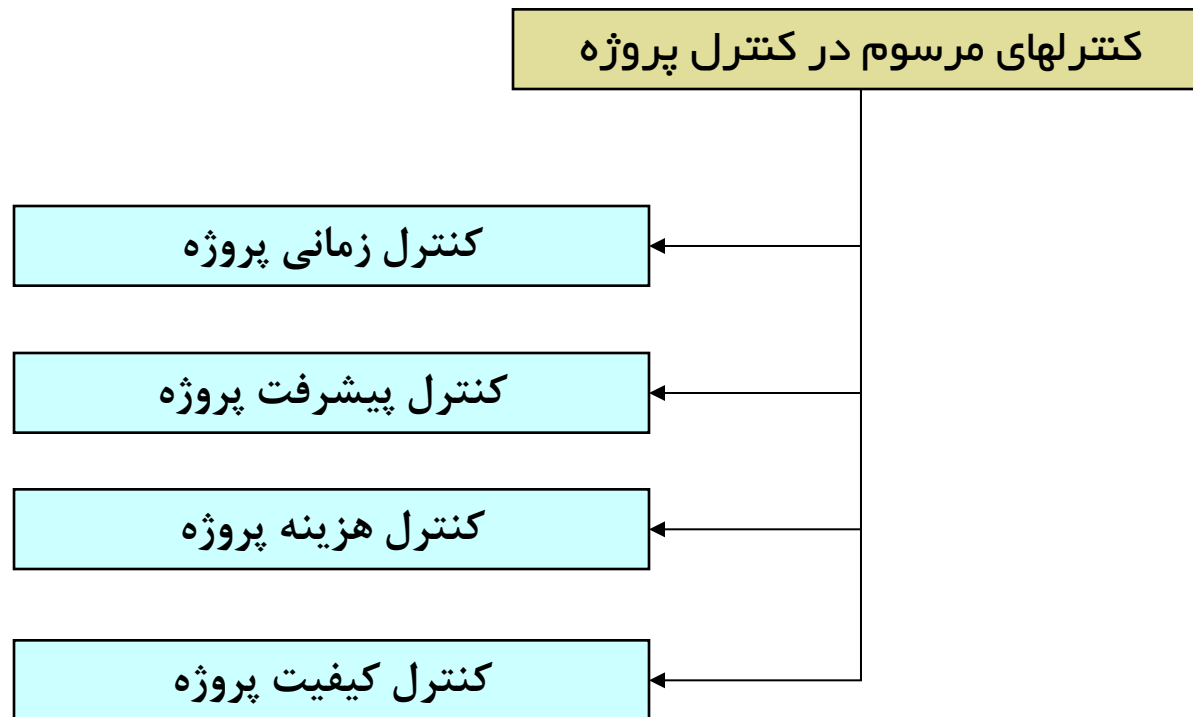 کنترلهای مرسوم در کنترل پروژه
کنترل زمانی پروژه
کنترل پیشرفت پروژه
کنترل هزینه پروژه
کنترل کیفیت پروژه